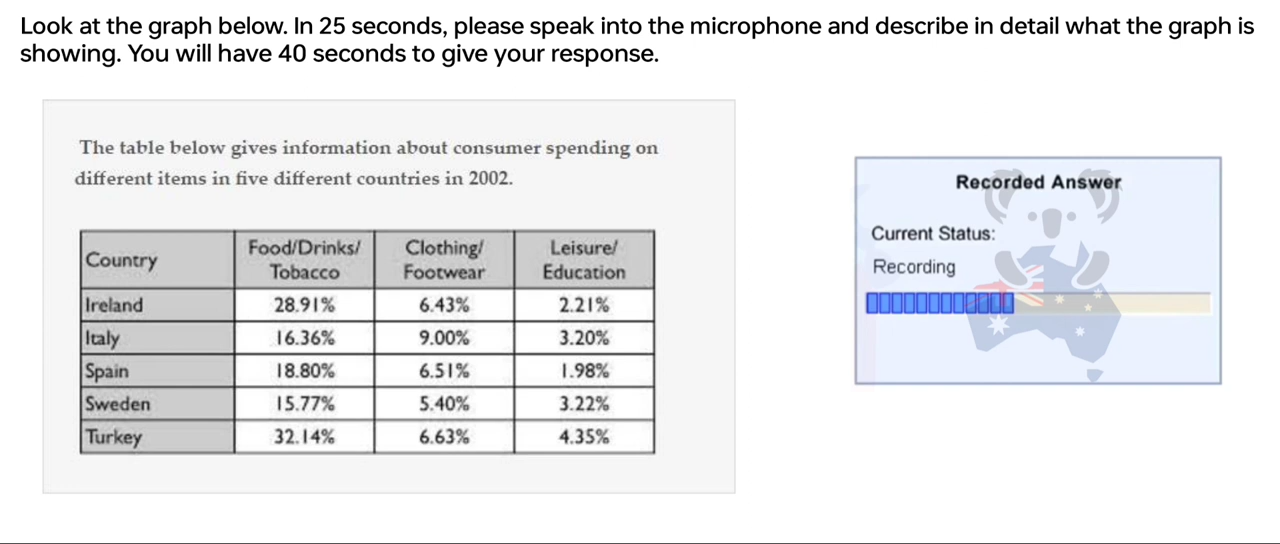 Look at the graph below. In 25 seconds, please speak into the microphone and describe in detail what the graph is
showing. You will have 40 seconds to give your response.
The table below gives information about consumer spending on
different items in five different countries in 2002.
Country Food/Drinks/ Tobacco Clothing/ Footwear Leisure/ Education
Ireland 28.91% 6.43% 2.21%
Italy 16.36% 9.00% 3.20%
Spain 18.80% 6.51% 1.98%
Sweden 15.77% 5.40% 3.22%
Turkey 32.14% 6.63% 4.35%
Recorded Answer
Current Status:
Recording